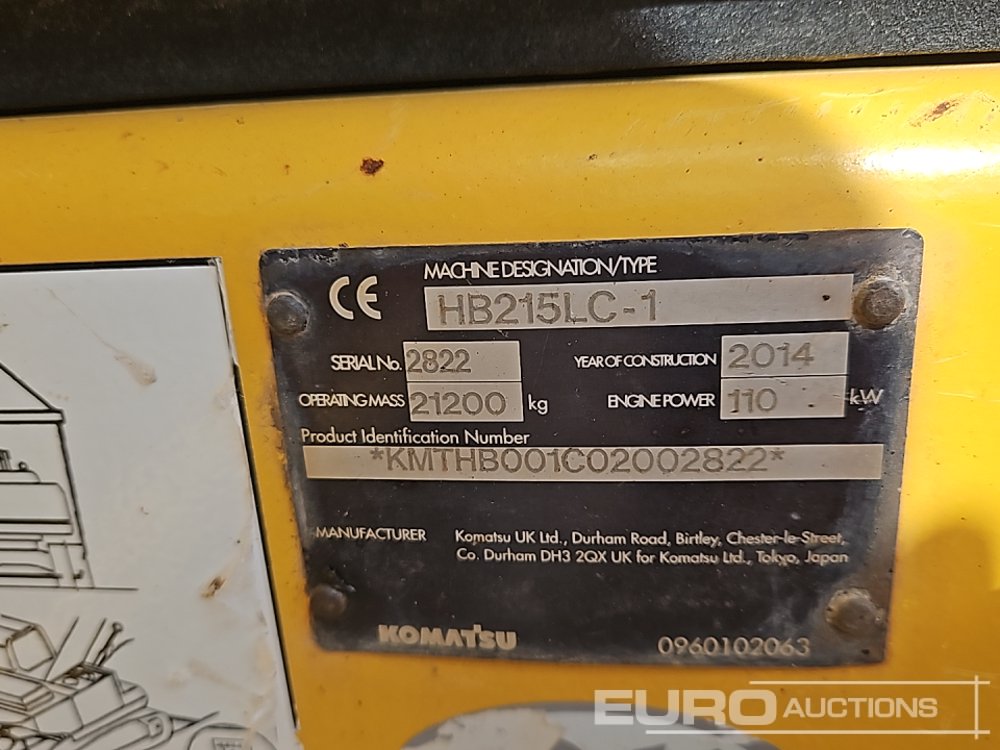 CE
MACHINE DESIGNATION/TYPE
HB215LC-1
SERIAL No. 2822 YEAR OF CONSTRUCTION 2014
OPERATING MASS 21200 kg ENGINE POWER 110 kW
Product Identification Number
*KMTHB001C02002822*
MANUFACTURER Komatsu UK Ltd., Durham Road, Birtley, Chester-le-Street,
Co. Durham DH3 2QX UK for Komatsu Ltd., Tokyo, Japan
KOMATSU 0960102063
EURO AUCTIONS